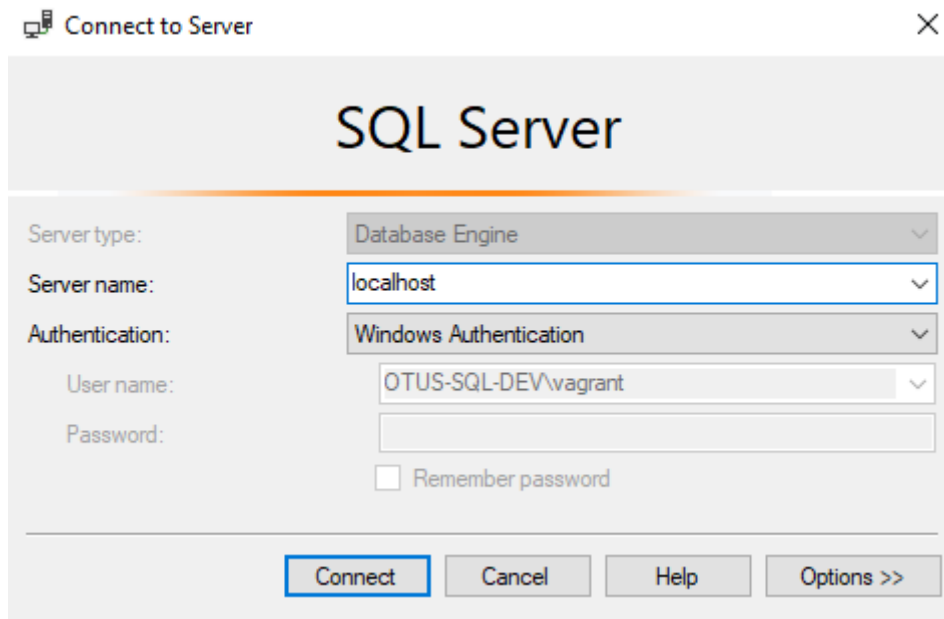 Connect to Server
SQL Server
Server type: Database Engine
Server name: localhost
Authentication: Windows Authentication
User name: OTUS-SQL-DEV\vagrant
Password:
Remember password
Connect Cancel Help Options >>